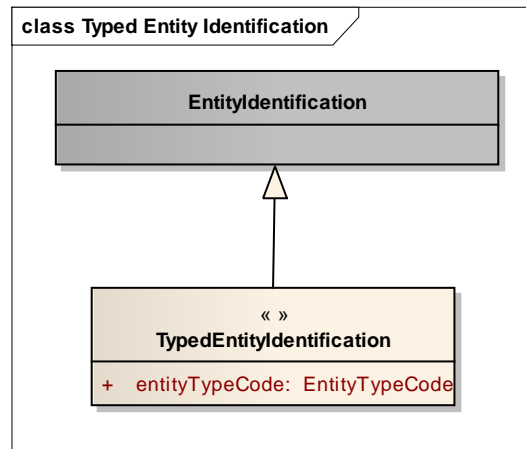 class Typed Entity Identification
EntityIdentification
« »
TypedEntityIdentification
+ entityTypeCode: EntityTypeCode